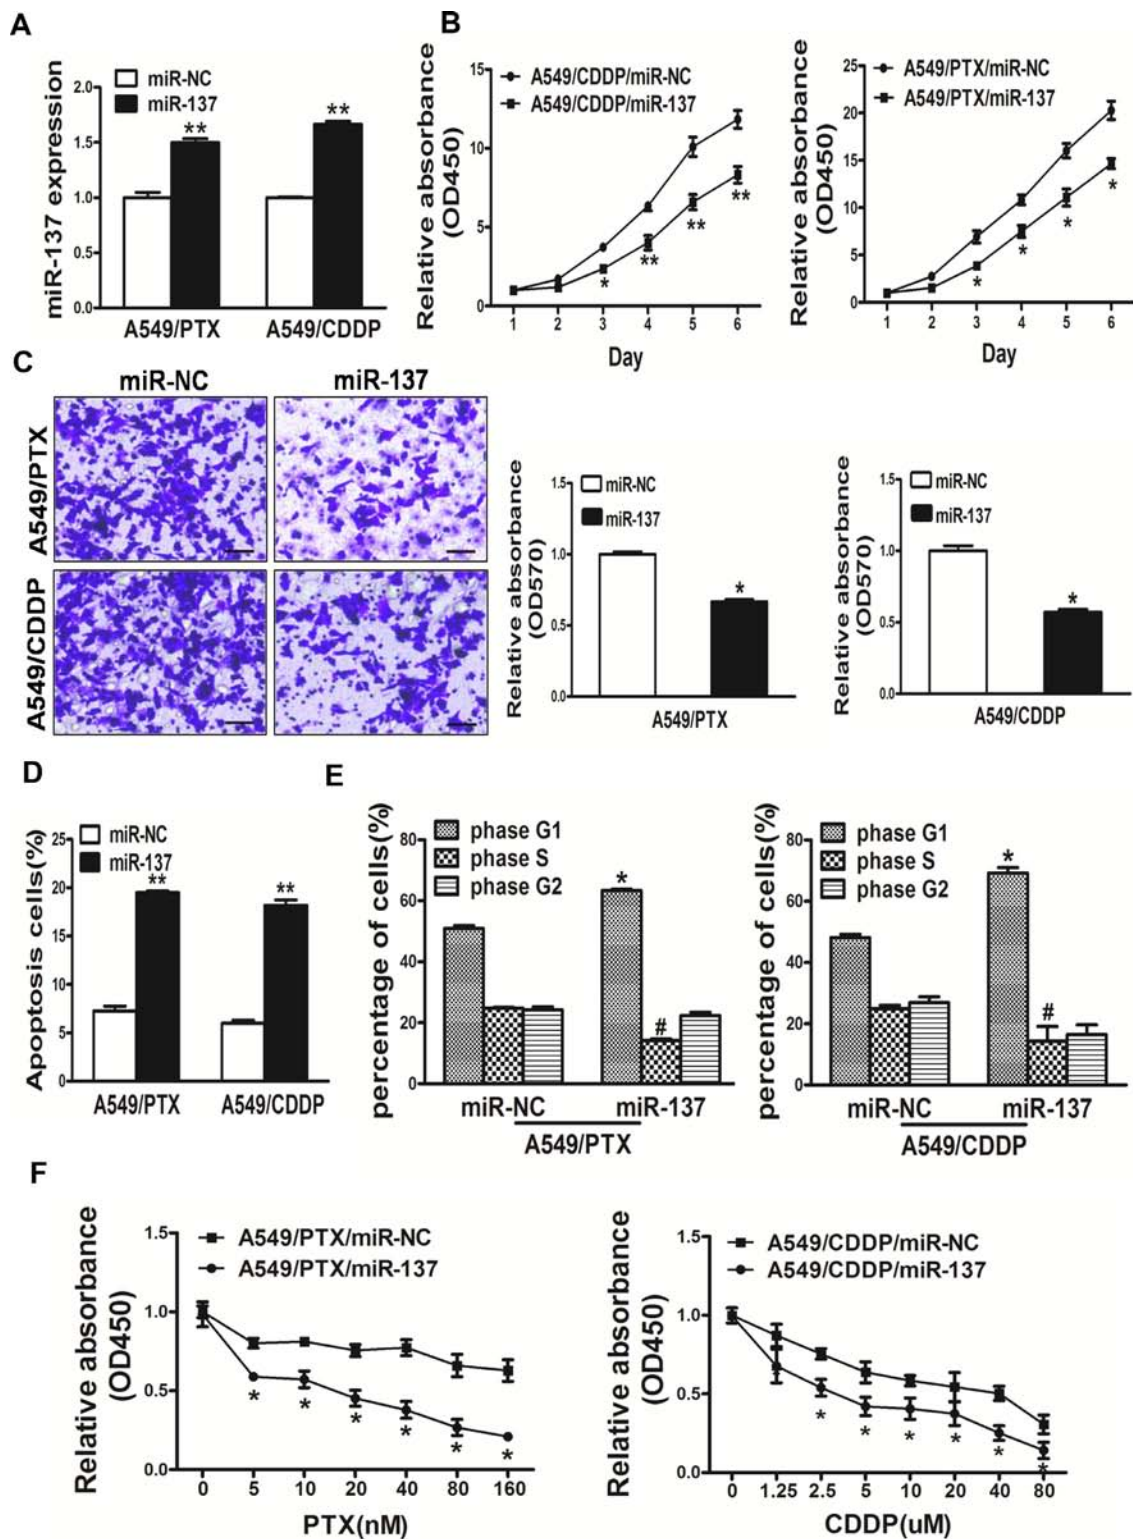 A
miR-137 expression
2.0
1.5
1.0
0.5
0.0
miR-NC
miR-137
**
**
A549/PTX
A549/CDDP
B
Relative absorbance
(OD450)
15
10
5
0
A549/CDDP/miR-NC
A549/CDDP/miR-137
*
**
**
**
1 2 3 4 5 6
Day
Relative absorbance
(OD450)
25
20
15
10
5
0
A549/PTX/miR-NC
A549/PTX/miR-137
*
*
*
*
1 2 3 4 5 6
Day
C
miR-NC
miR-137
A549/PTX
A549/CDDP
Relative absorbance
(OD570)
1.5
1.0
0.5
0.0
miR-NC
miR-137
*
A549/PTX
Relative absorbance
(OD570)
1.5
1.0
0.5
0.0
miR-NC
miR-137
*
A549/CDDP
D
Apoptosis cells(%)
25
20
15
10
5
0
miR-NC
miR-137
**
**
A549/PTX
A549/CDDP
E
percentage of cells(%)
80
60
40
20
0
phase G1
phase S
phase G2
*
#
miR-NC
miR-137
A549/PTX
percentage of cells(%)
80
60
40
20
0
phase G1
phase S
phase G2
*
#
miR-NC
miR-137
A549/CDDP
F
Relative absorbance
(OD450)
1.5
1.0
0.5
0.0
A549/PTX/miR-NC
A549/PTX/miR-137
* * * * * *
0 5 10 20 40 80 160
PTX(nM)
Relative absorbance
(OD450)
1.5
1.0
0.5
0.0
A549/CDDP/miR-NC
A549/CDDP/miR-137
* * * * * *
0 1.25 2.5 5 10 20 40 80
CDDP(uM)